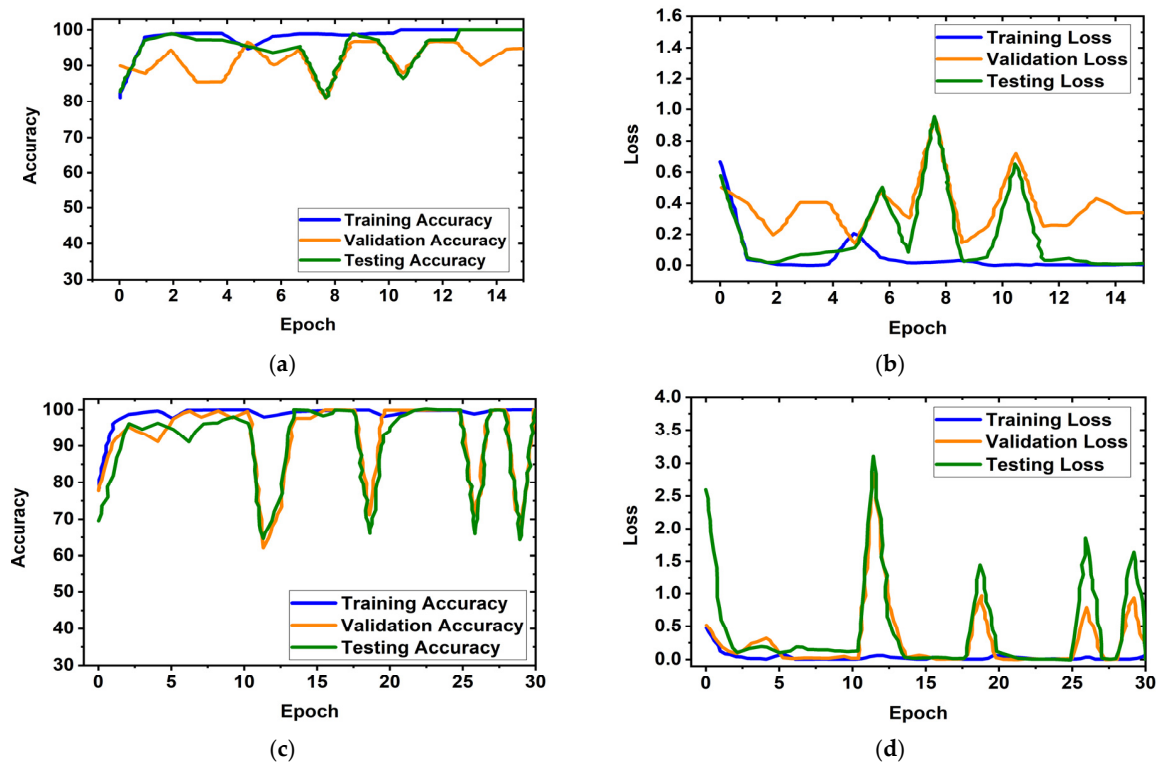 100
90
80
70
60
50
40
30
Accuracy
Training Accuracy
Validation Accuracy
Testing Accuracy
0 2 4 6 8 10 12 14
Epoch
(a)
1.6
1.4
1.2
1.0
0.8
0.6
0.4
0.2
0.0
Loss
Training Loss
Validation Loss
Testing Loss
0 2 4 6 8 10 12 14
Epoch
(b)
100
90
80
70
60
50
40
30
Accuracy
Training Accuracy
Validation Accuracy
Testing Accuracy
0 5 10 15 20 25 30
Epoch
(c)
4.0
3.5
3.0
2.5
2.0
1.5
1.0
0.5
0.0
Loss
Training Loss
Validation Loss
Testing Loss
0 5 10 15 20 25 30
Epoch
(d)